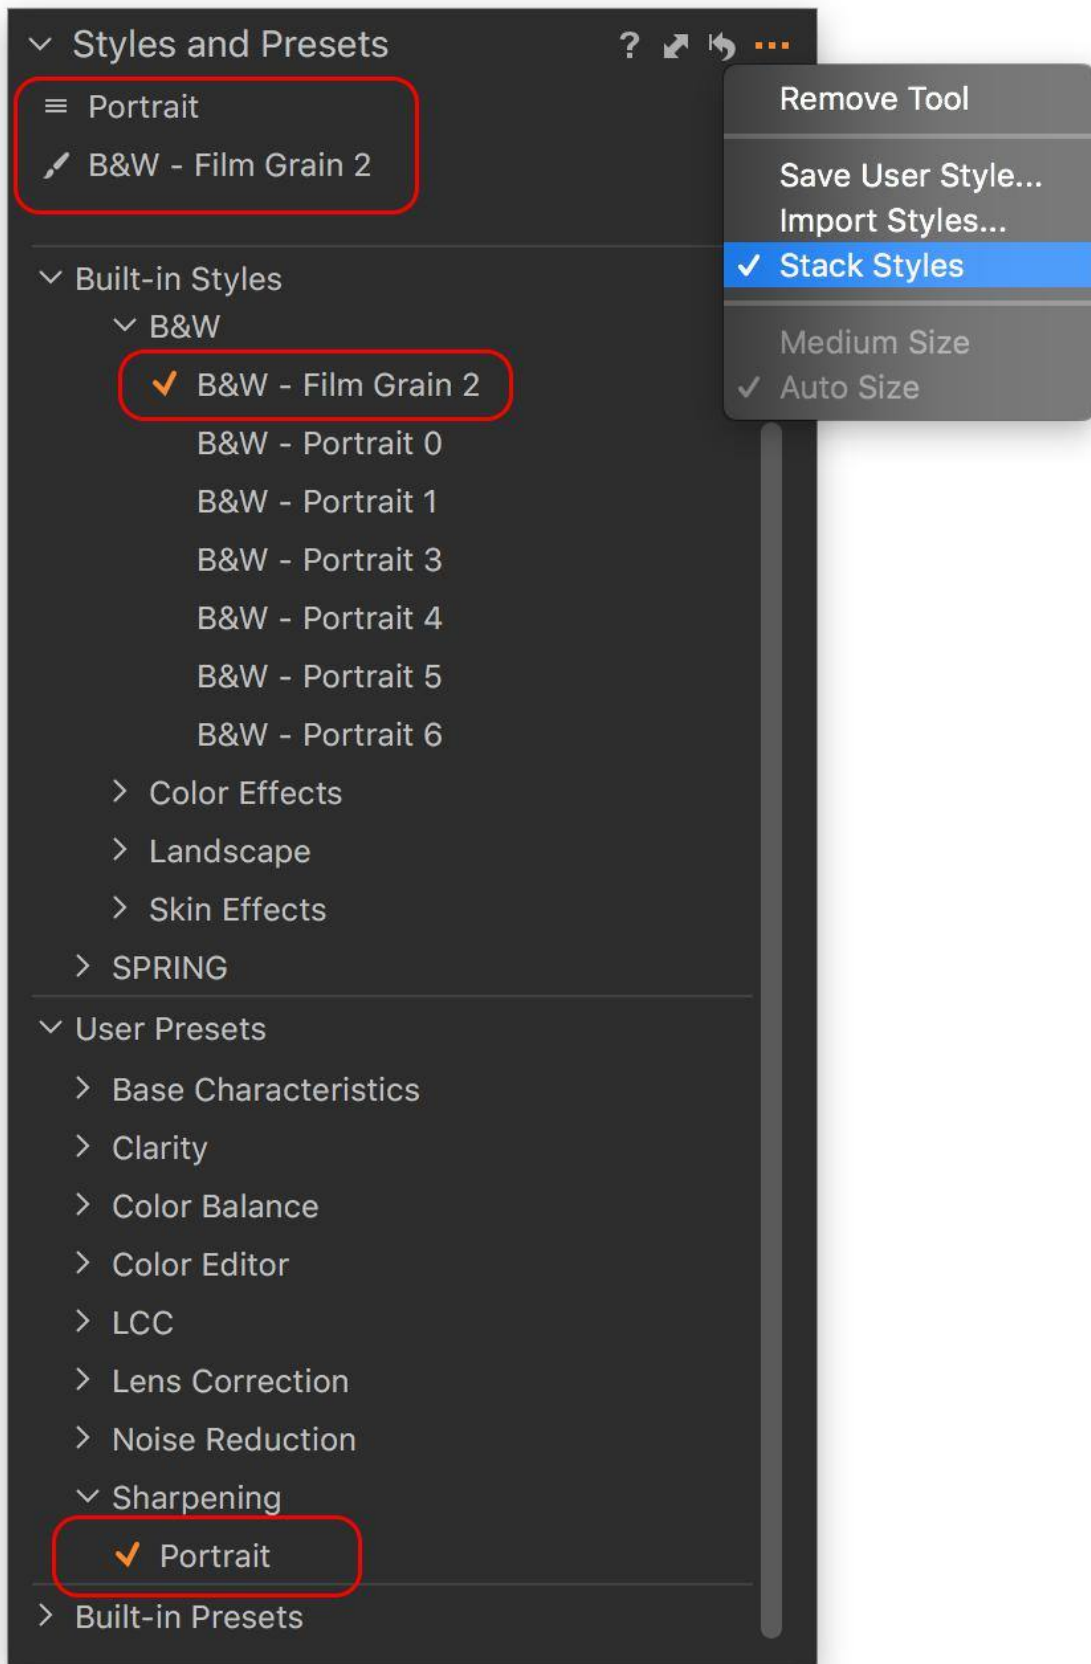 Styles and Presets ?
Portrait
B&W - Film Grain 2
Remove Tool
Save User Style...
Import Styles...
Stack Styles
Medium Size
Auto Size
Built-in Styles
B&W
B&W - Film Grain 2
B&W - Portrait 0
B&W - Portrait 1
B&W - Portrait 3
B&W - Portrait 4
B&W - Portrait 5
B&W - Portrait 6
Color Effects
Landscape
Skin Effects
SPRING
User Presets
Base Characteristics
Clarity
Color Balance
Color Editor
LCC
Lens Correction
Noise Reduction
Sharpening
Portrait
Built-in Presets